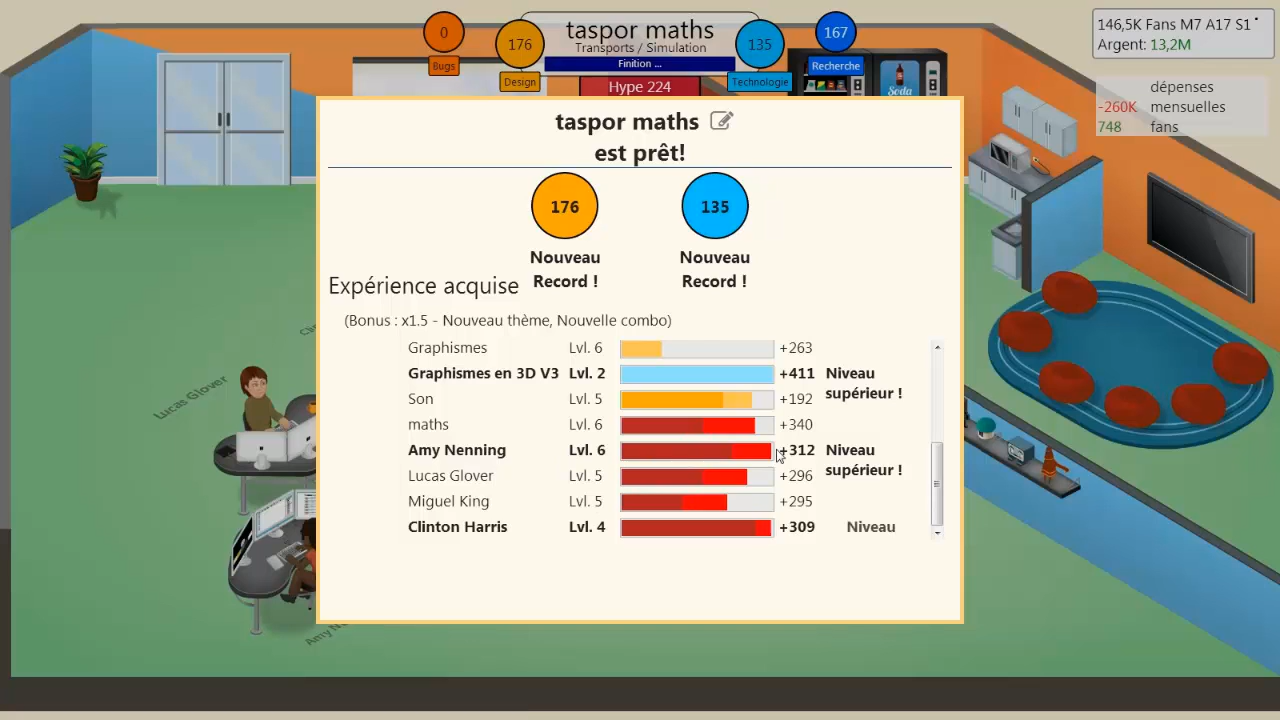 taspor maths
Transports / Simulation
Finition ...
0
Bugs
176
Design
135
Technologie
167
Recherche
Hype 224
Soda
146,5K Fans M7 A17 S1
Argent: 13,2M
dépenses
-260K mensuelles
748 fans
taspor maths
est prêt!
176
135
Nouveau
Record !
Nouveau
Record !
Expérience acquise
(Bonus : x1.5 - Nouveau thème, Nouvelle combo)
Graphismes Lvl. 6 +263
Graphismes en 3D V3 Lvl. 2 +411 Niveau
supérieur !
Son Lvl. 5 +192
maths Lvl. 6 +340
Amy Nenning Lvl. 6 +312 Niveau
supérieur !
Lucas Glover Lvl. 5 +296
Miguel King Lvl. 5 +295
Clinton Harris Lvl. 4 +309 Niveau
Lucas Glover